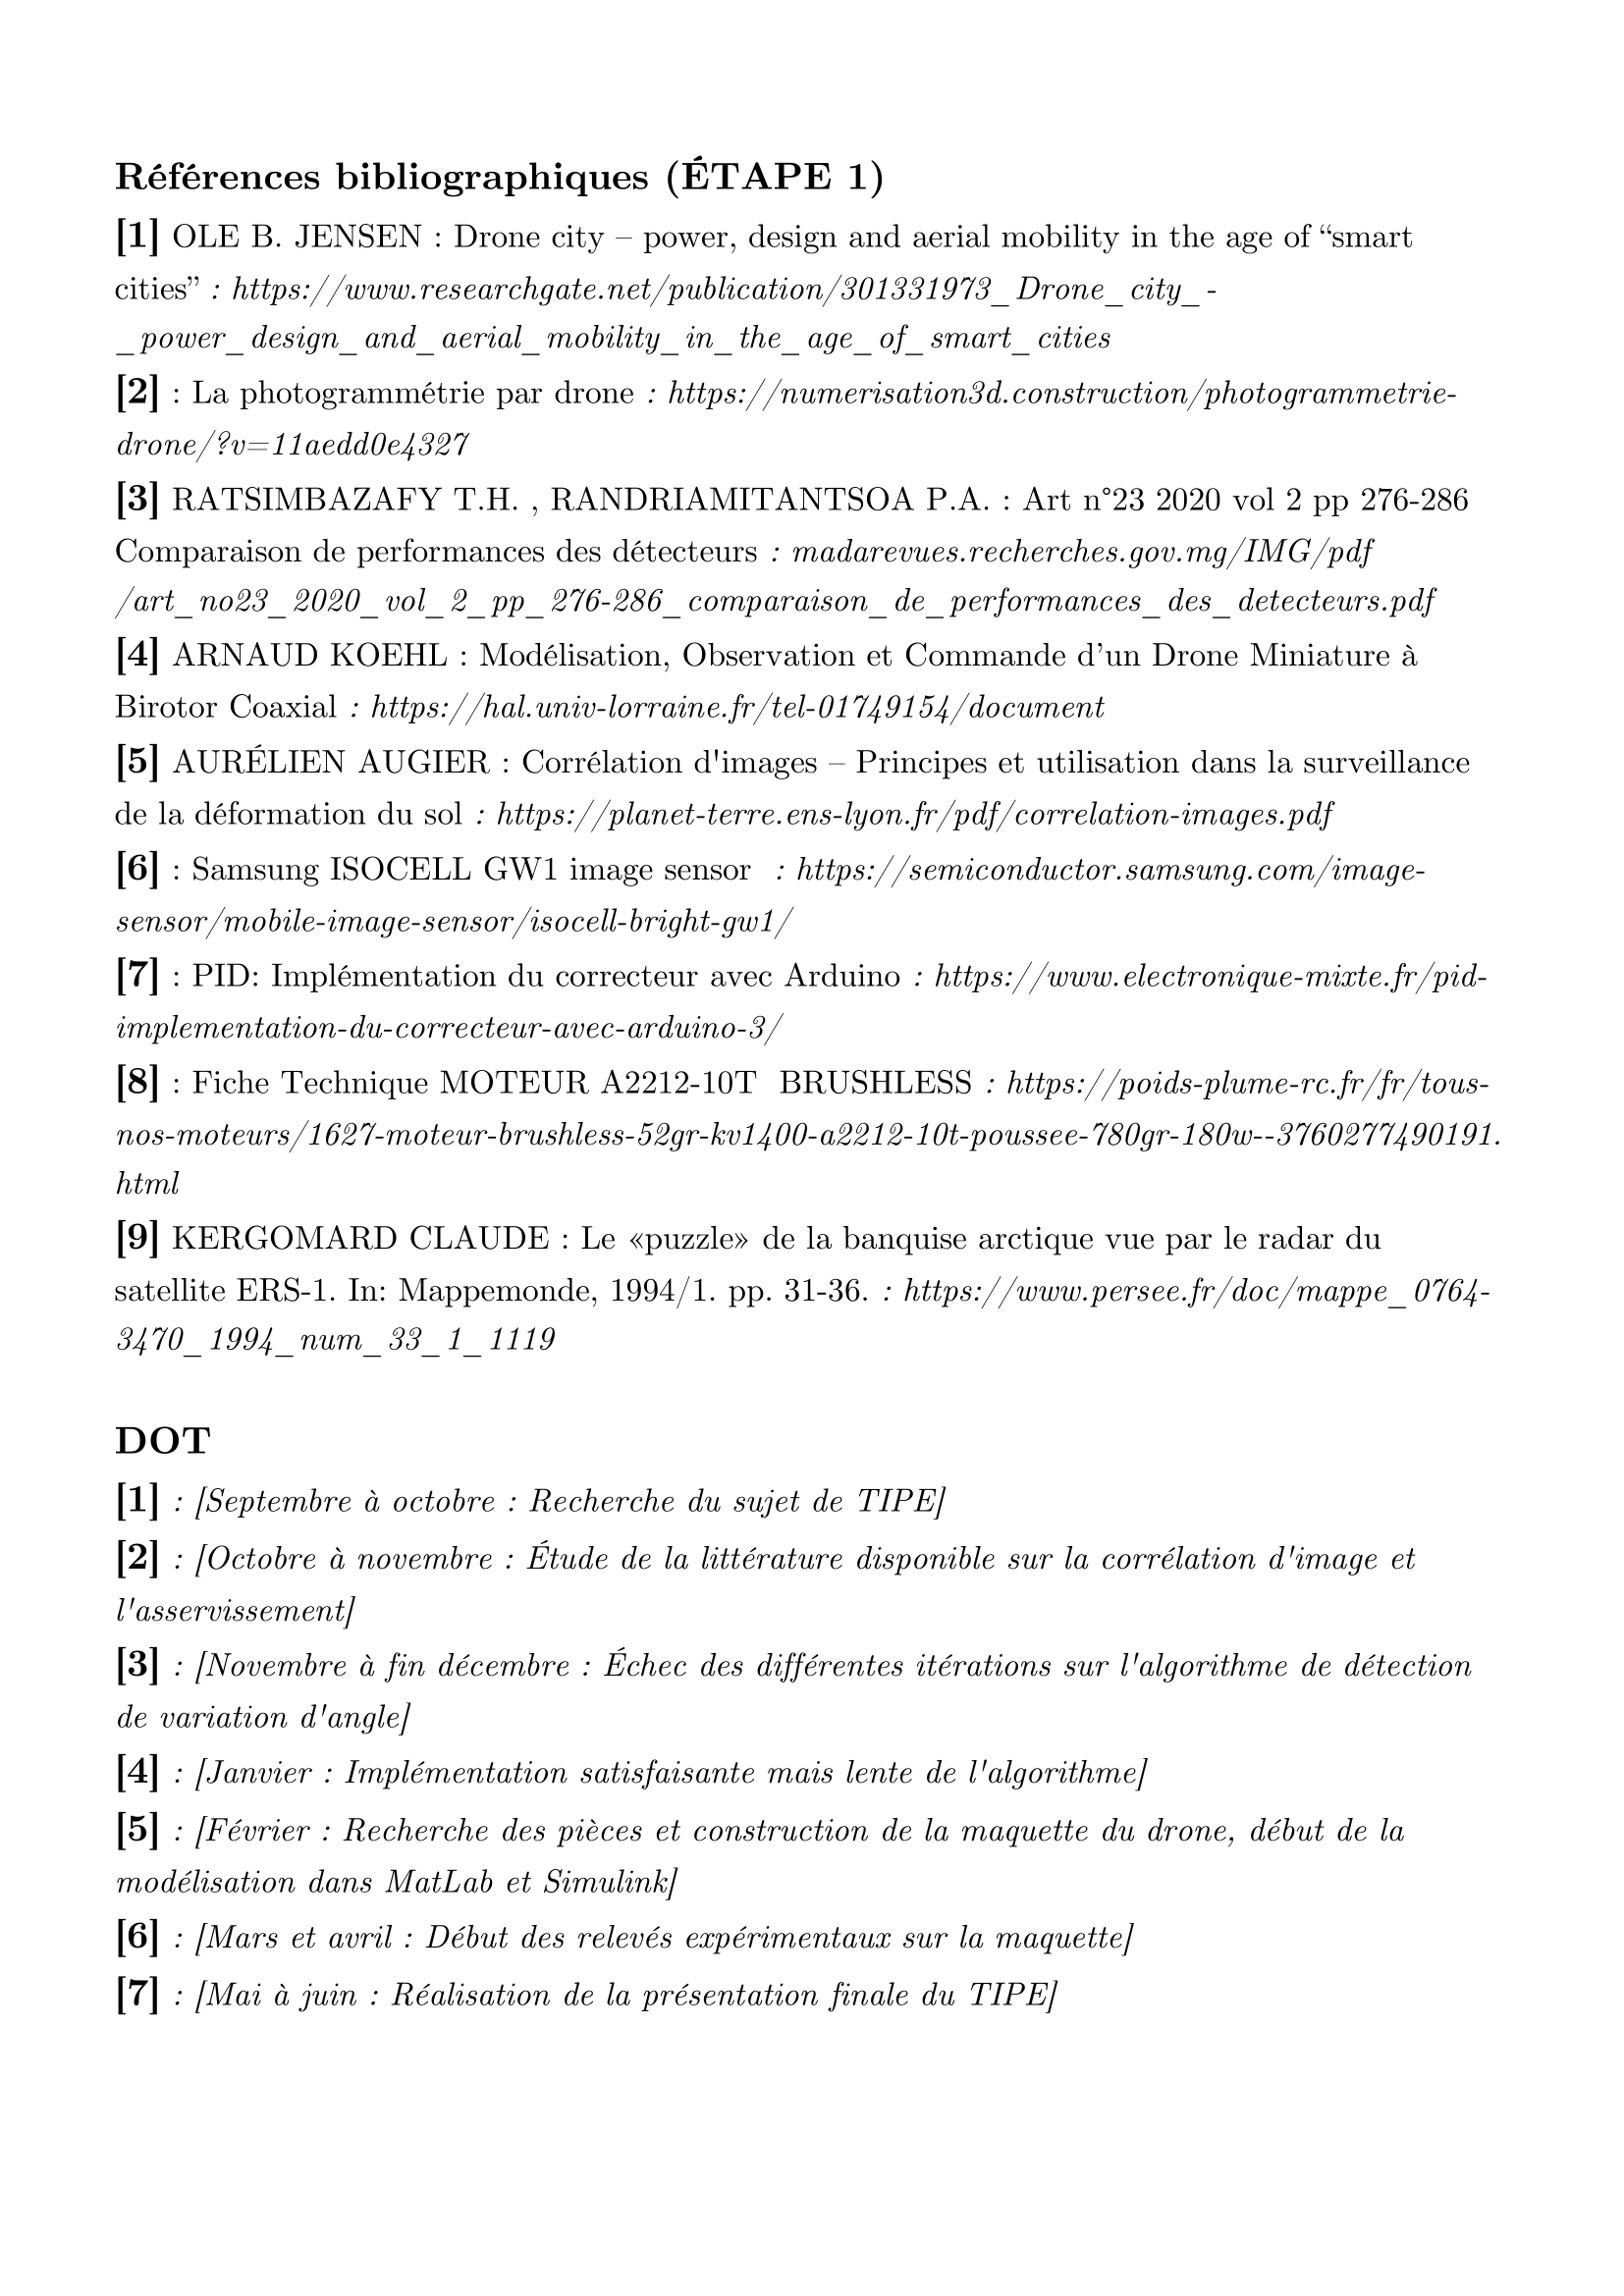 Références bibliographiques (ÉTAPE 1)
[1] OLE B. JENSEN : Drone city – power, design and aerial mobility in the age of “smart
cities” : https://www.researchgate.net/publication/301331973_Drone_city_-
_power_design_and_aerial_mobility_in_the_age_of_smart_cities
[2] : La photogrammétrie par drone : https://numerisation3d.construction/photogrammetrie-
drone/?v=11aedd0e4327
[3] RATSIMBAZAFY T.H. , RANDRIAMITANTSOA P.A. : Art n°23 2020 vol 2 pp 276-286
Comparaison de performances des détecteurs : madarevues.recherches.gov.mg/IMG/pdf
/art_no23_2020_vol_2_pp_276-286_comparaison_de_performances_des_detecteurs.pdf
[4] ARNAUD KOEHL : Modélisation, Observation et Commande d’un Drone Miniature à
Birotor Coaxial : https://hal.univ-lorraine.fr/tel-01749154/document
[5] AURÉLIEN AUGIER : Corrélation d'images – Principes et utilisation dans la surveillance
de la déformation du sol : https://planet-terre.ens-lyon.fr/pdf/correlation-images.pdf
[6] : Samsung ISOCELL GW1 image sensor  : https://semiconductor.samsung.com/image-
sensor/mobile-image-sensor/isocell-bright-gw1/
[7] : PID: Implémentation du correcteur avec Arduino : https://www.electronique-mixte.fr/pid-
implementation-du-correcteur-avec-arduino-3/
[8] : Fiche Technique MOTEUR A2212-10T  BRUSHLESS : https://poids-plume-rc.fr/fr/tous-
nos-moteurs/1627-moteur-brushless-52gr-kv1400-a2212-10t-poussee-780gr-180w--3760277490191.
html
[9] KERGOMARD CLAUDE : Le «puzzle» de la banquise arctique vue par le radar du
satellite ERS-1. In: Mappemonde, 1994/1. pp. 31-36. : https://www.persee.fr/doc/mappe_0764-
3470_1994_num_33_1_1119
DOT
[1] : [Septembre à octobre : Recherche du sujet de TIPE]
[2] : [Octobre à novembre : Étude de la littérature disponible sur la corrélation d'image et
l'asservissement]
[3] : [Novembre à fin décembre : Échec des différentes itérations sur l'algorithme de détection
de variation d'angle]
[4] : [Janvier : Implémentation satisfaisante mais lente de l'algorithme]
[5] : [Février : Recherche des pièces et construction de la maquette du drone, début de la
modélisation dans MatLab et Simulink]
[6] : [Mars et avril : Début des relevés expérimentaux sur la maquette]
[7] : [Mai à juin : Réalisation de la présentation finale du TIPE]